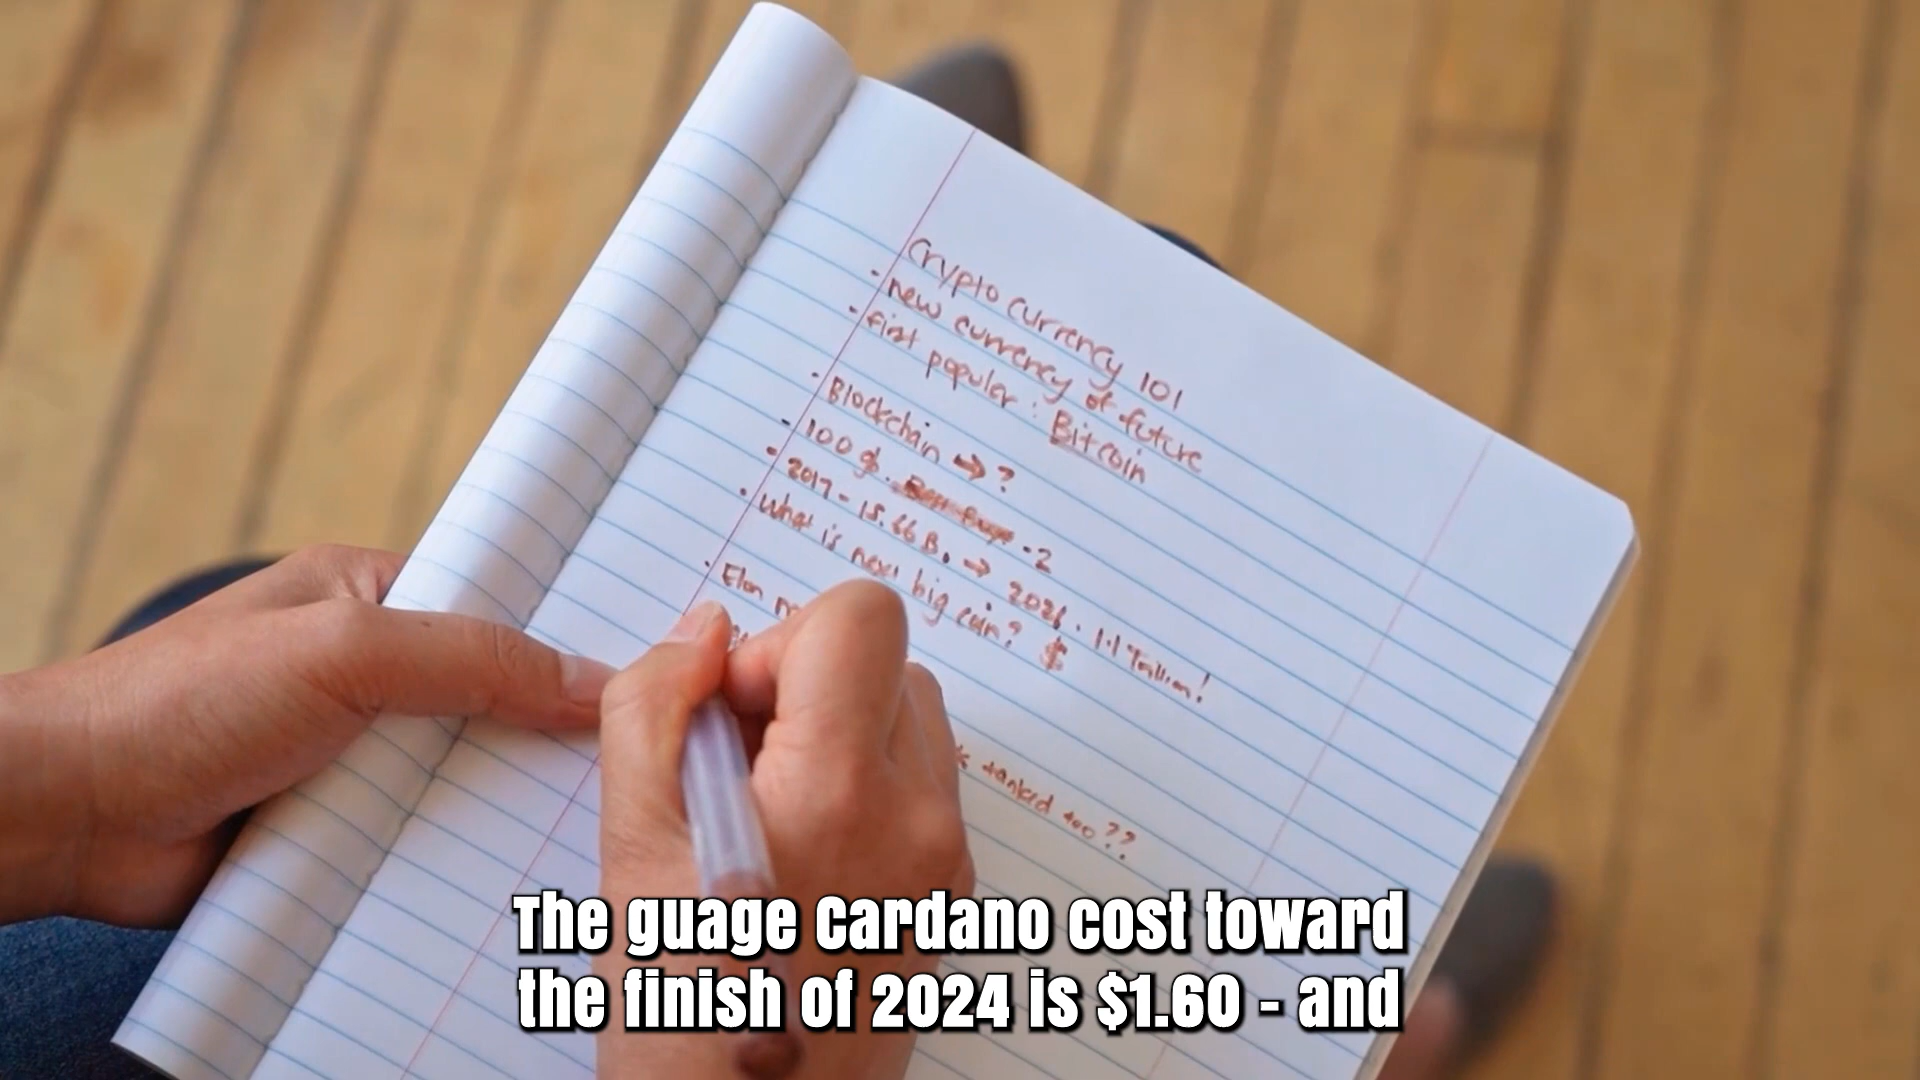 Crypto Currency 101
- new currency of future
- first popular : Bitcoin
- Blockchain → ?
- 100 $ . -2
- 2017 - 15.66 B. → 2021 . 1.1 Trillion!
- What is next big coin? $
- Elon
tanked too ??
The guage Cardano cost toward
the finish of 2024 is $1.60 - and